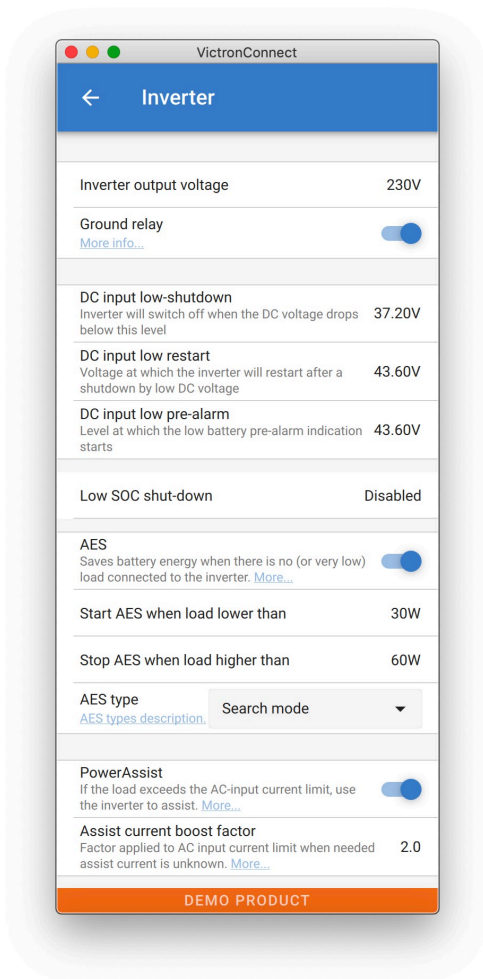 VictronConnect
Inverter
Inverter output voltage 230V
Ground relay
More info...
DC input low-shutdown
Inverter will switch off when the DC voltage drops 37.20V
below this level
DC input low restart
Voltage at which the inverter will restart after a 43.60V
shutdown by low DC voltage
DC input low pre-alarm
Level at which the low battery pre-alarm indication 43.60V
starts
Low SOC shut-down Disabled
AES
Saves battery energy when there is no (or very low)
load connected to the inverter. More...
Start AES when load lower than 30W
Stop AES when load higher than 60W
AES type
AES types description. Search mode
PowerAssist
If the load exceeds the AC-input current limit, use
the inverter to assist. More...
Assist current boost factor
Factor applied to AC input current limit when needed 2.0
assist current is unknown. More...
DEMO PRODUCT